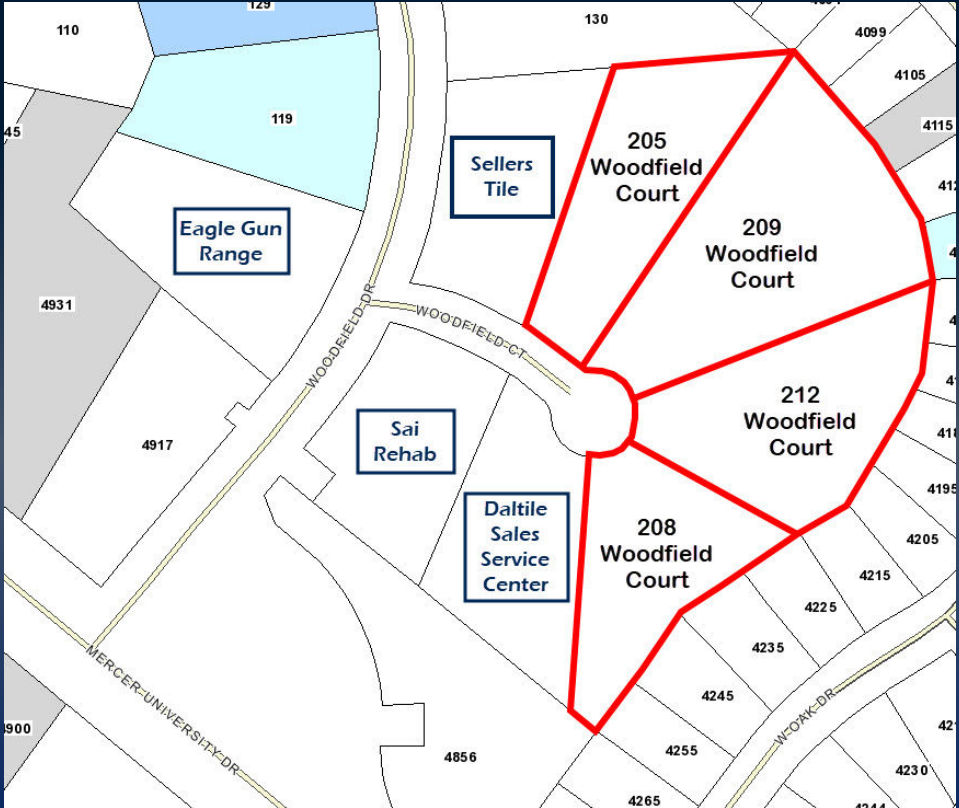 129
110
130
4099
4105
4115
119
45
205
Woodfield
Court
Sellers
Tile
209
Woodfield
Court
Eagle Gun
Range
4931
WOODFIELD DR
WOODFIELD CT
212
Woodfield
Court
Sai
Rehab
4917
4195
Daltile
Sales
Service
Center
208
Woodfield
Court
4205
4215
4225
4235
4245
4255
4265
W-OAK-DR
MERCER-UNIVERSITY-DR
4900
4856
4230